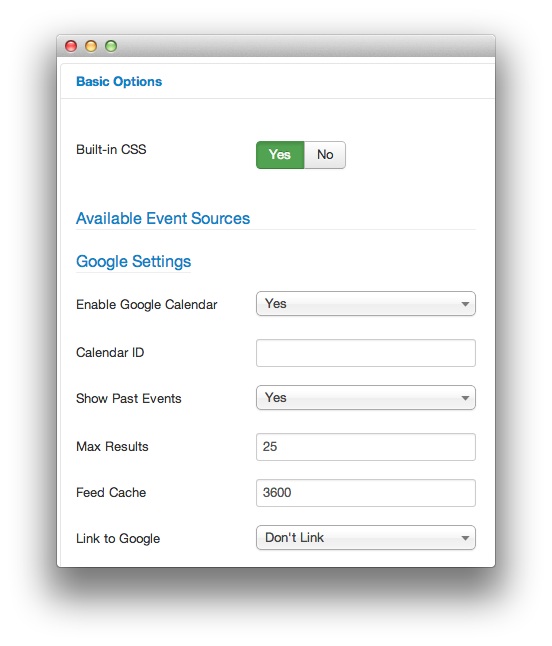 Basic Options
Built-in CSS Yes No
Available Event Sources
Google Settings
Enable Google Calendar Yes
Calendar ID
Show Past Events Yes
Max Results 25
Feed Cache 3600
Link to Google Don't Link